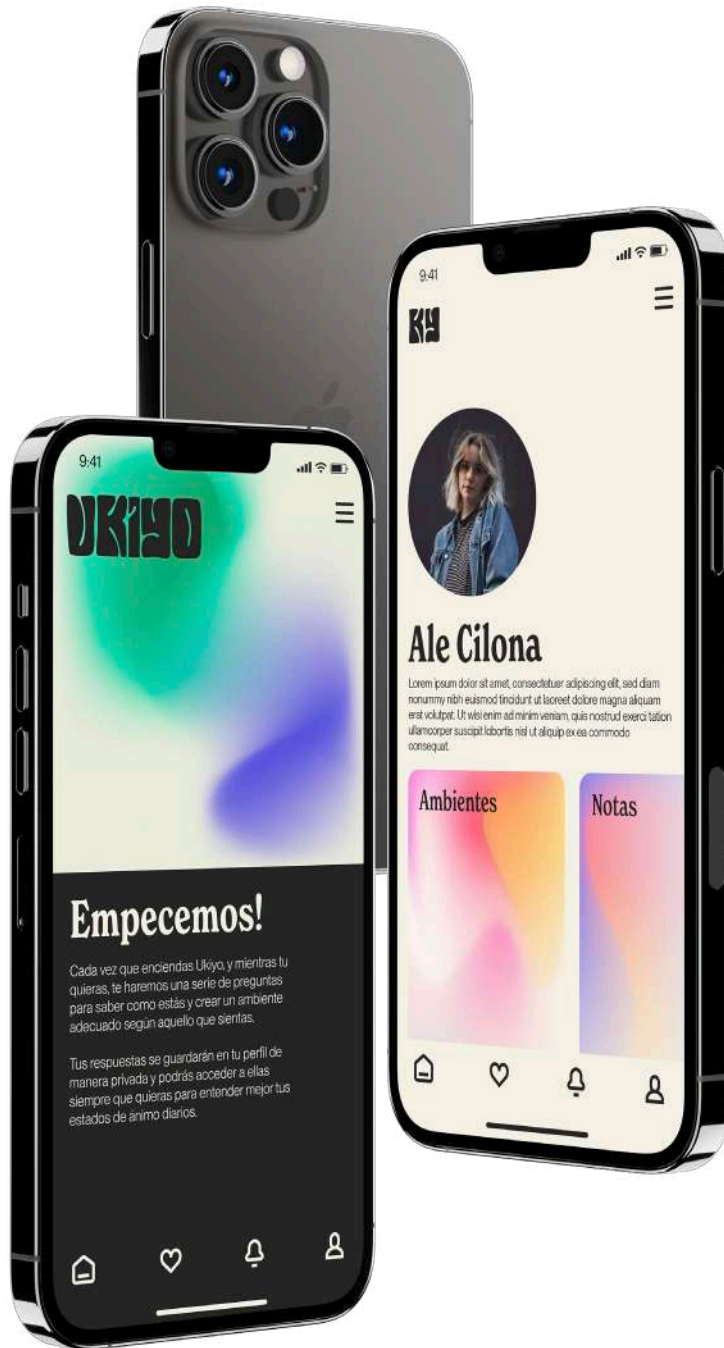 9:41
UKiYO
Empecemos!
Cada vez que enciendas Ukiyo, y mientras tu
quieras, te haremos una serie de preguntas
para saber como estás y crear un ambiente
adecuado según aquello que sientas.
Tus respuestas se guardarán en tu perfil de
manera privada y podrás acceder a ellas
siempre que quieras para entender mejor tus
estados de ánimo diarios.
9:41
KY
Ale Cilona
Lorem ipsum dolor sit amet, consectetuer adipiscing elit, sed diam
nonummy nibh euismod tincidunt ut laoreet dolore magna aliquam
erat volutpat. Ut wisi enim ad minim veniam, quis nostrud exerci tation
ullamcorper suscipit lobortis nisl ut aliquip ex ea commodo
consequat.
Ambientes
Notas